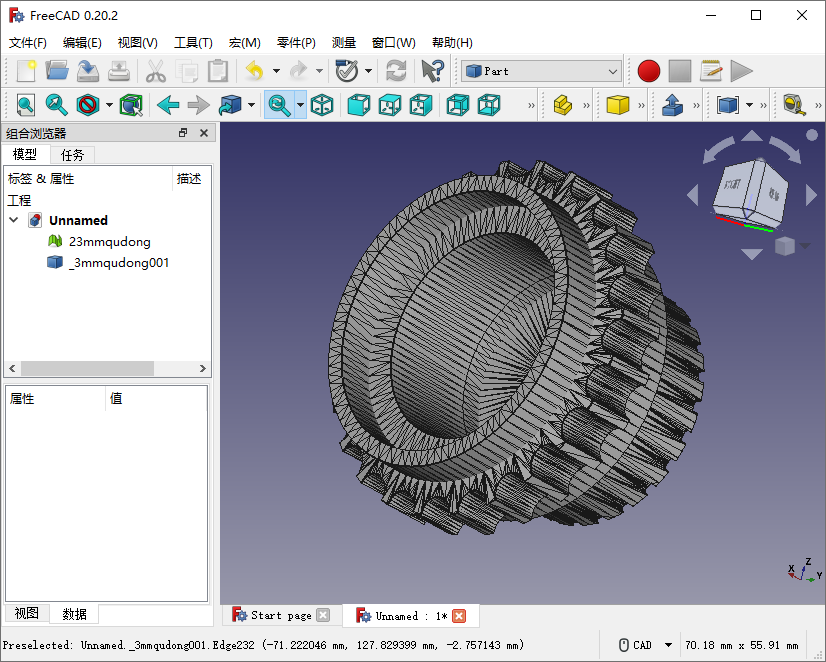 FreeCAD 0.20.2
文件(F) 编辑(E) 视图(V) 工具(T) 宏(M) 零件(P) 测量 窗口(W) 帮助(H)
Part
组合浏览器
模型 任务
标签 & 属性 描述
工程
Unnamed
23mmqudong
_3mmqudong001
属性 值
X Z Y
视图 数据
Start page Unnamed : 1*
Preselected: Unnamed._3mmqudong001.Edge232 (-71.222046 mm, 127.829399 mm, -2.757143 mm) CAD 70.18 mm x 55.91 mm